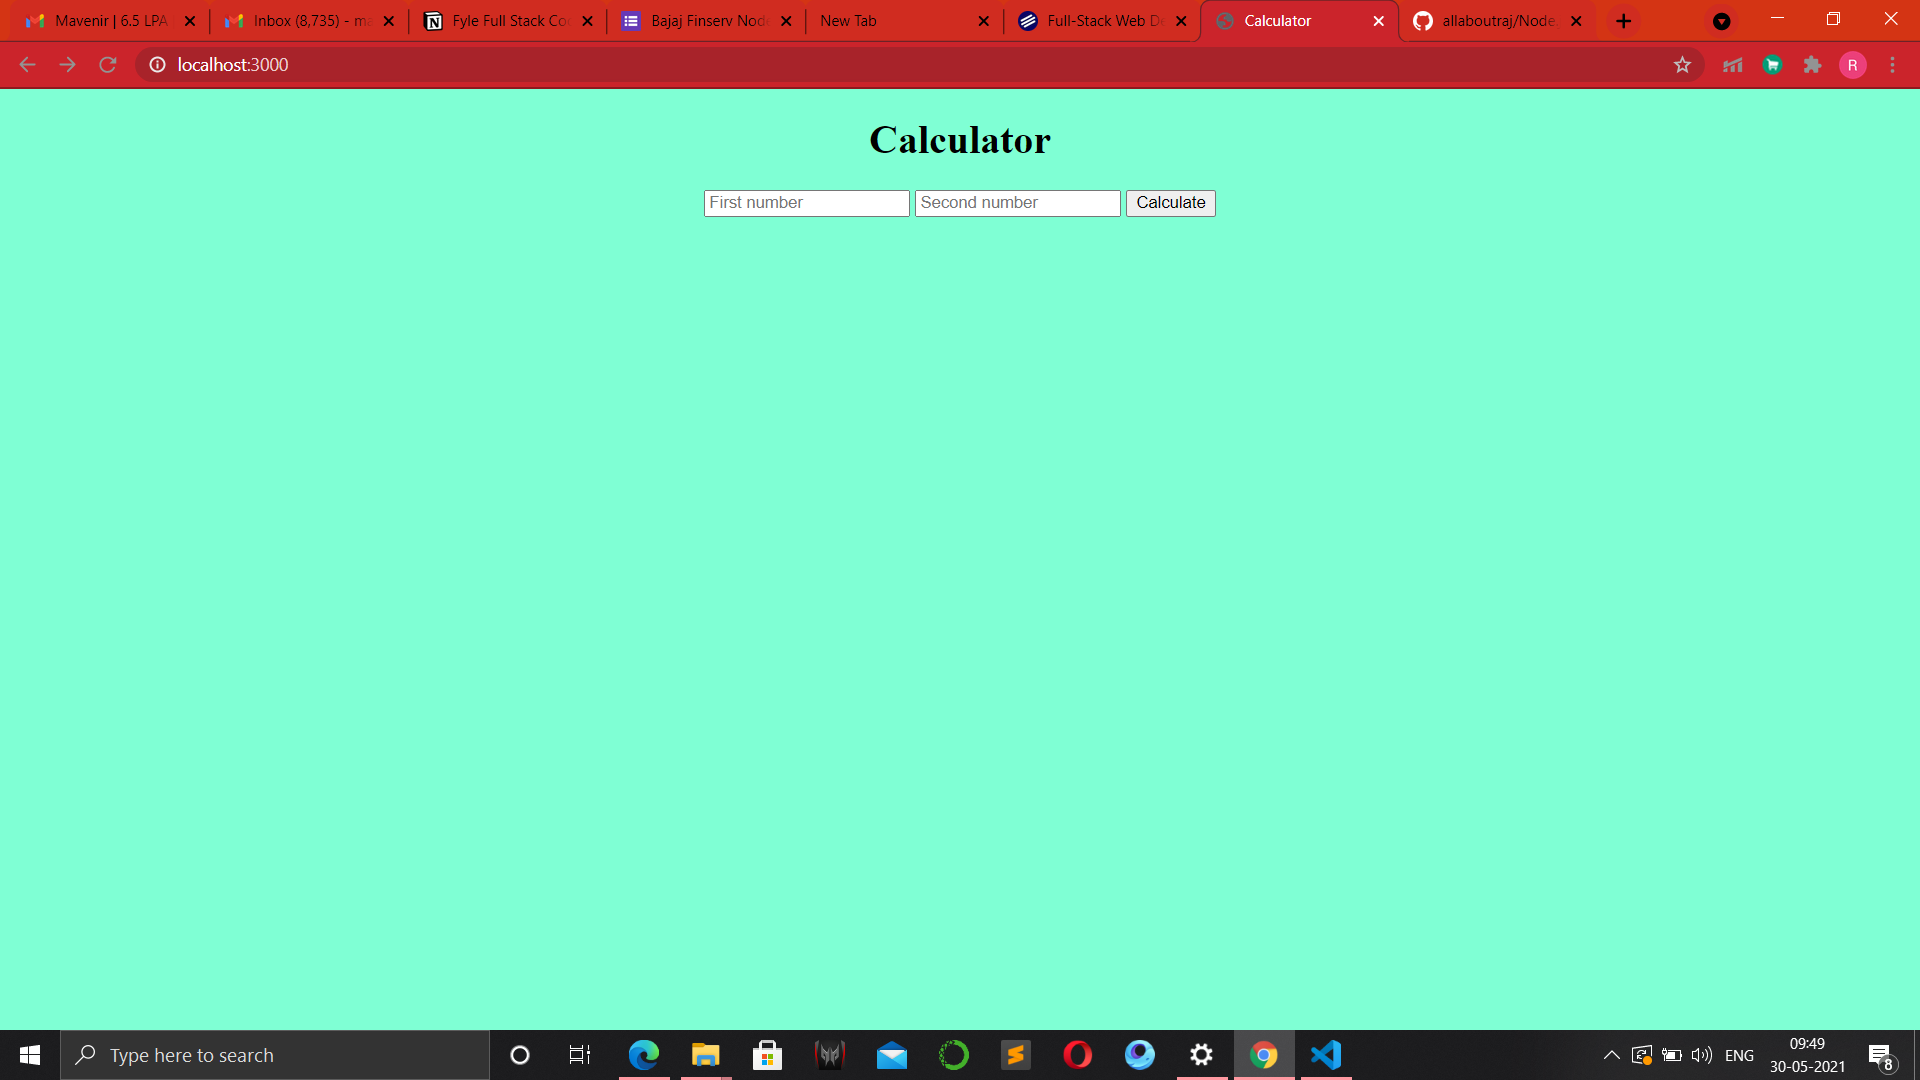 Mavenir | 6.5 LPA
Inbox (8,735) - ma
Fyle Full Stack Co
Bajaj Finserv Node
New Tab
Full-Stack Web De
Calculator
allaboutraj/Node.
localhost:3000
R
Calculator
First number
Second number
Calculate
Type here to search
ENG
09:49
30-05-2021
8